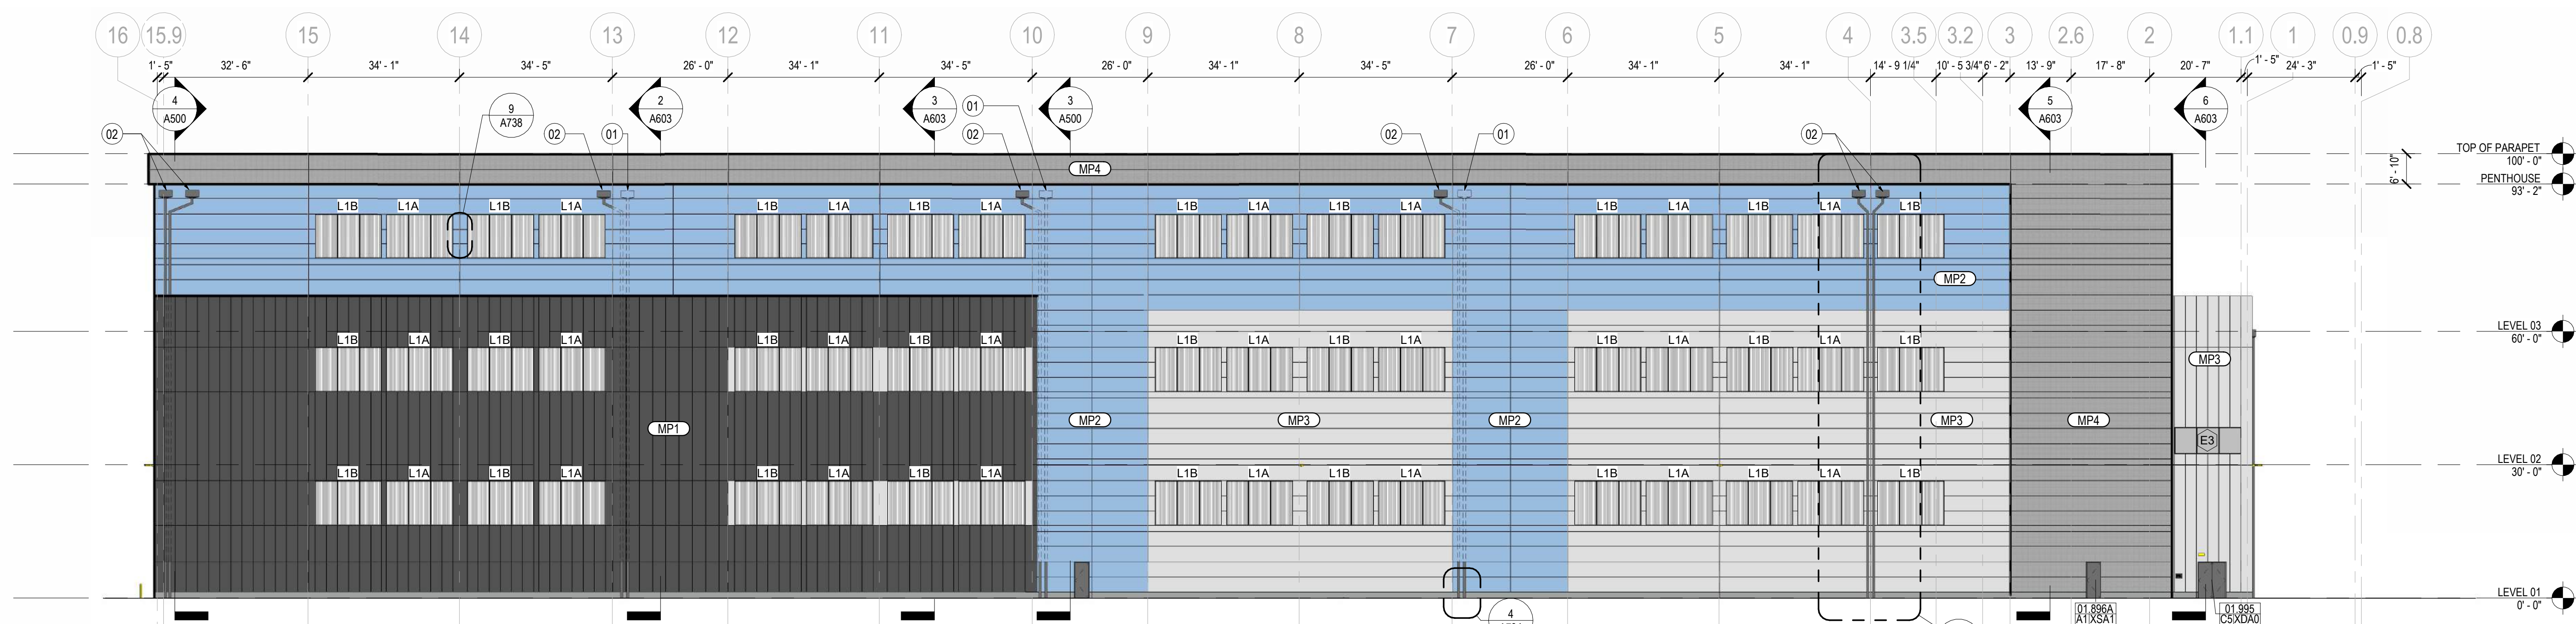 16 15.9 15 14 13 12 11 10 9 8 7 6 5 4 3.5 3.2 3 2.6 2 1.1 1 0.9 0.8
1' - 5" 32' - 6" 34' - 1" 34' - 5" 26' - 0" 34' - 1" 34' - 5" 26' - 0" 34' - 1" 34' - 5" 26' - 0" 34' - 1" 34' - 1" 14' - 9 1/4" 10' - 5 3/4" 6' - 2" 13' - 9" 17' - 8" 20' - 7" 1' - 5" 24' - 3" 1' - 5"
4
A500
9
A738
2
A603
3
A603
3
A500
5
A603
6
A603
02 02 01 02 01 02 01 02
TOP OF PARAPET
100' - 0"
6' - 10"
PENTHOUSE
93' - 2"
MP4
L1B L1A L1B L1A L1B L1A L1B L1A L1B L1A L1B L1A L1B L1A L1B L1A L1B
MP2
LEVEL 03
60' - 0"
L1B L1A L1B L1A L1B L1A L1B L1A L1B L1A L1B L1A L1B L1A L1B L1A L1B
MP3
MP1 MP2 MP3 MP2 MP3 MP4
E3
LEVEL 02
30' - 0"
L1B L1A L1B L1A L1B L1A L1B L1A L1B L1A L1B L1A L1B L1A L1B L1A L1B
LEVEL 01
0' - 0"
4
01.896A
A1 XSA1
01.995
C5 XDA0